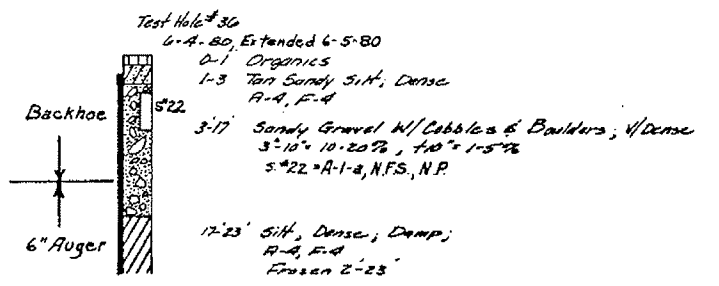 Test Hole #36
6-4-80, Extended 6-5-80
0-1' Organics
1-3 Tan Sandy Silt; Dense
A-4, F-4
Backhoe
S#22
3'-17' Sandy Gravel W/Cobbles & Boulders; V/Dense
3"-10" = 10-20%, +10" = 1-5%
S.#22 = A-1-a, N.F.S., N.P.
6" Auger
17'-23' Silt, Dense; Damp;
A-4, F-4
Frozen 2'-23'